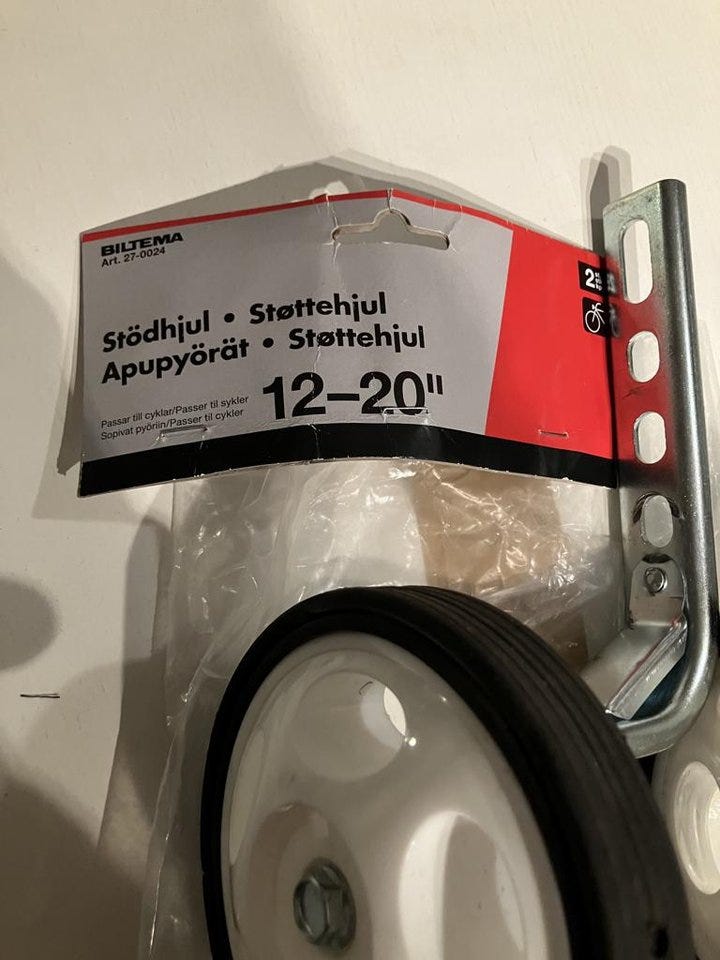 BILTEMA
Art. 27-0024
Stödhjul • Støttehjul
Apupyörät • Støttehjul
Passar till cyklar/Passer til sykler
Sopivat pyöriin/Passer til cykler
12–20"
2